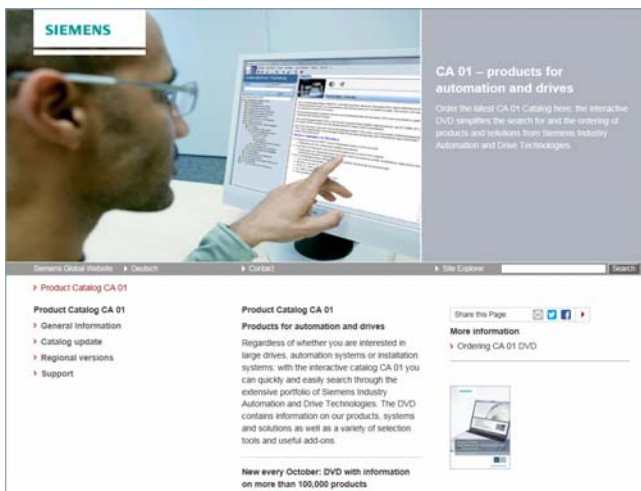 SIEMENS
CA 01 – products for
automation and drives
Order the latest CA 01 Catalog here: the interactive
DVD simplifies the search for and the ordering of
products and solutions from Siemens Industry
Automation and Drive Technologies.
Siemens Global Website Deutsch Contact Site Explorer Search
Product Catalog CA 01
Product Catalog CA 01
General Information
Catalog update
Regional versions
Support
Product Catalog CA 01
Products for automation and drives
Regardless of whether you are interested in
large drives, automation systems or installation
systems: with the interactive catalog CA 01 you
can quickly and easily search through the
extensive portfolio of Siemens Industry
Automation and Drive Technologies. The DVD
contains information on our products, systems
and solutions as well as a variety of selection
tools and useful add-ons.
New every October: DVD with information
on more than 100,000 products
Share this Page:
More information
Ordering CA 01 DVD